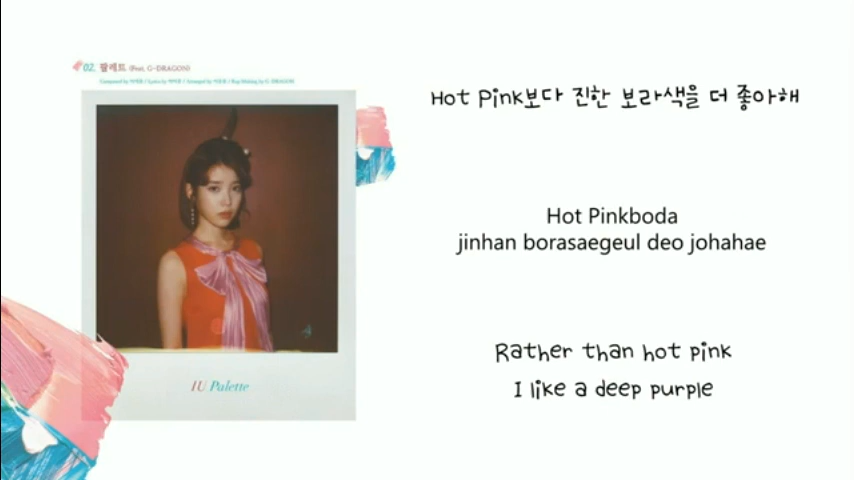 02. 팔레트 (Feat. G-DRAGON)
Hot Pink보다 진한 보라색을 더 좋아해
Hot Pinkboda
jinhan borasaegeul deo johahae
Rather than hot pink
I like a deep purple
IU Palette